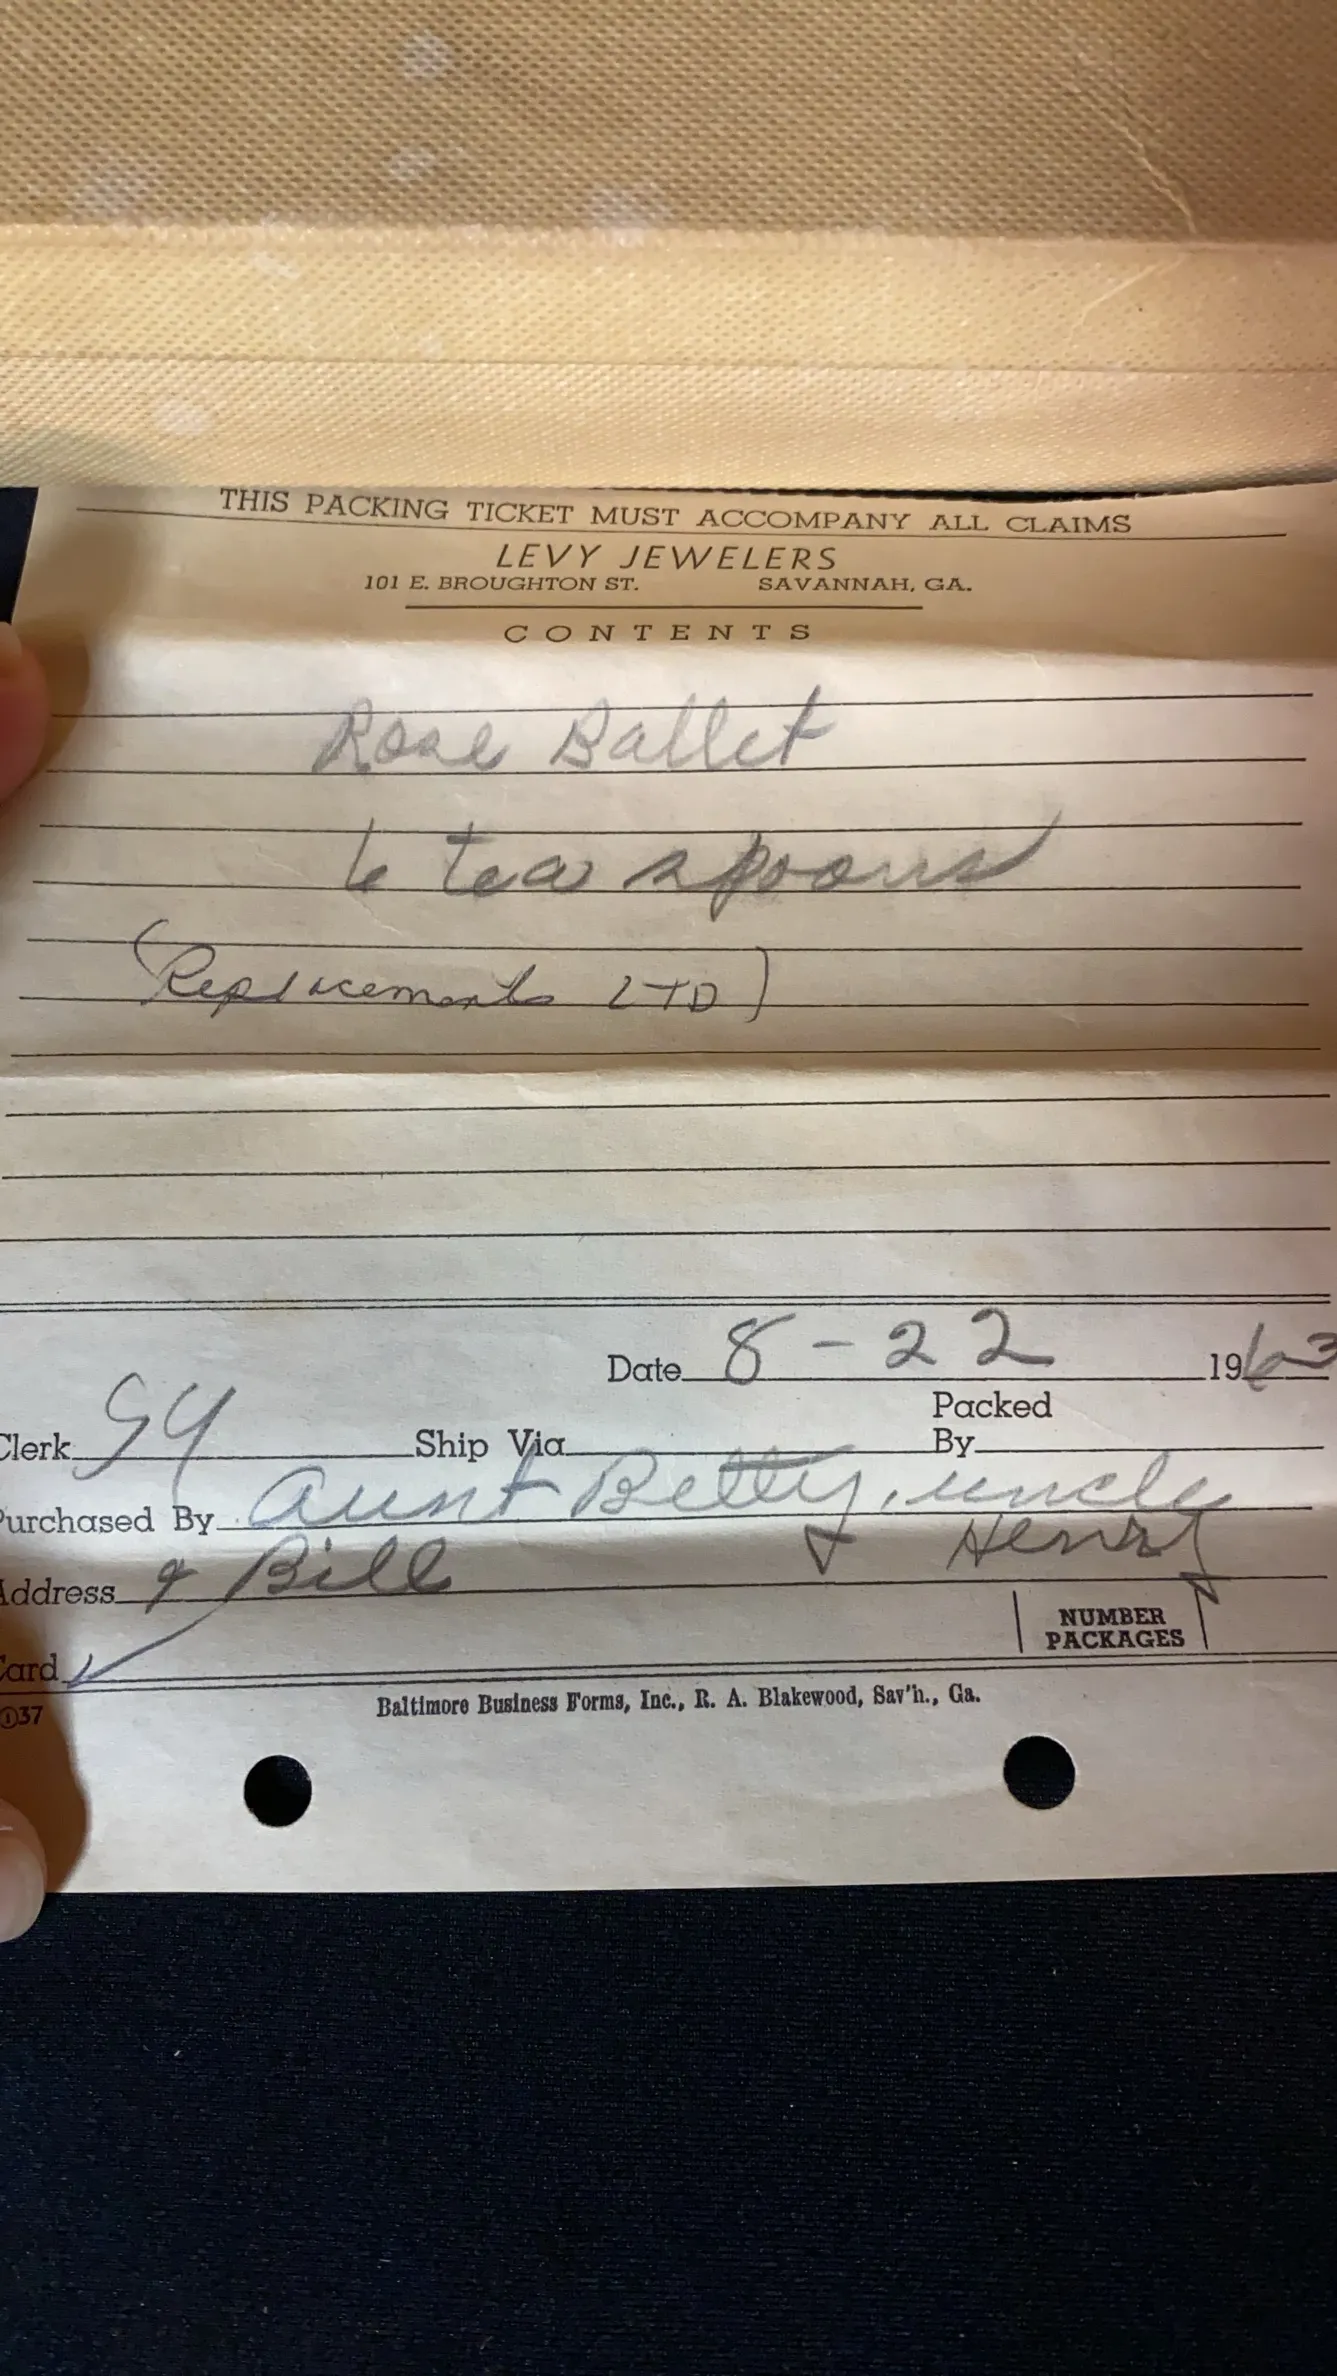 THIS PACKING TICKET MUST ACCOMPANY ALL CLAIMS
LEVY JEWELERS
101 E. BROUGHTON ST. SAVANNAH, GA.
CONTENTS
Rose Ballet
6 tea spoons
(Replacements LTD)
Date 8-22 1963
Packed
Clerk Ship Via By
Purchased By Aunt Betty, uncle
Henry
Address & Bill
NUMBER
PACKAGES
Card
Baltimore Business Forms, Inc., R. A. Blakewood, Sav'h., Ga.
37